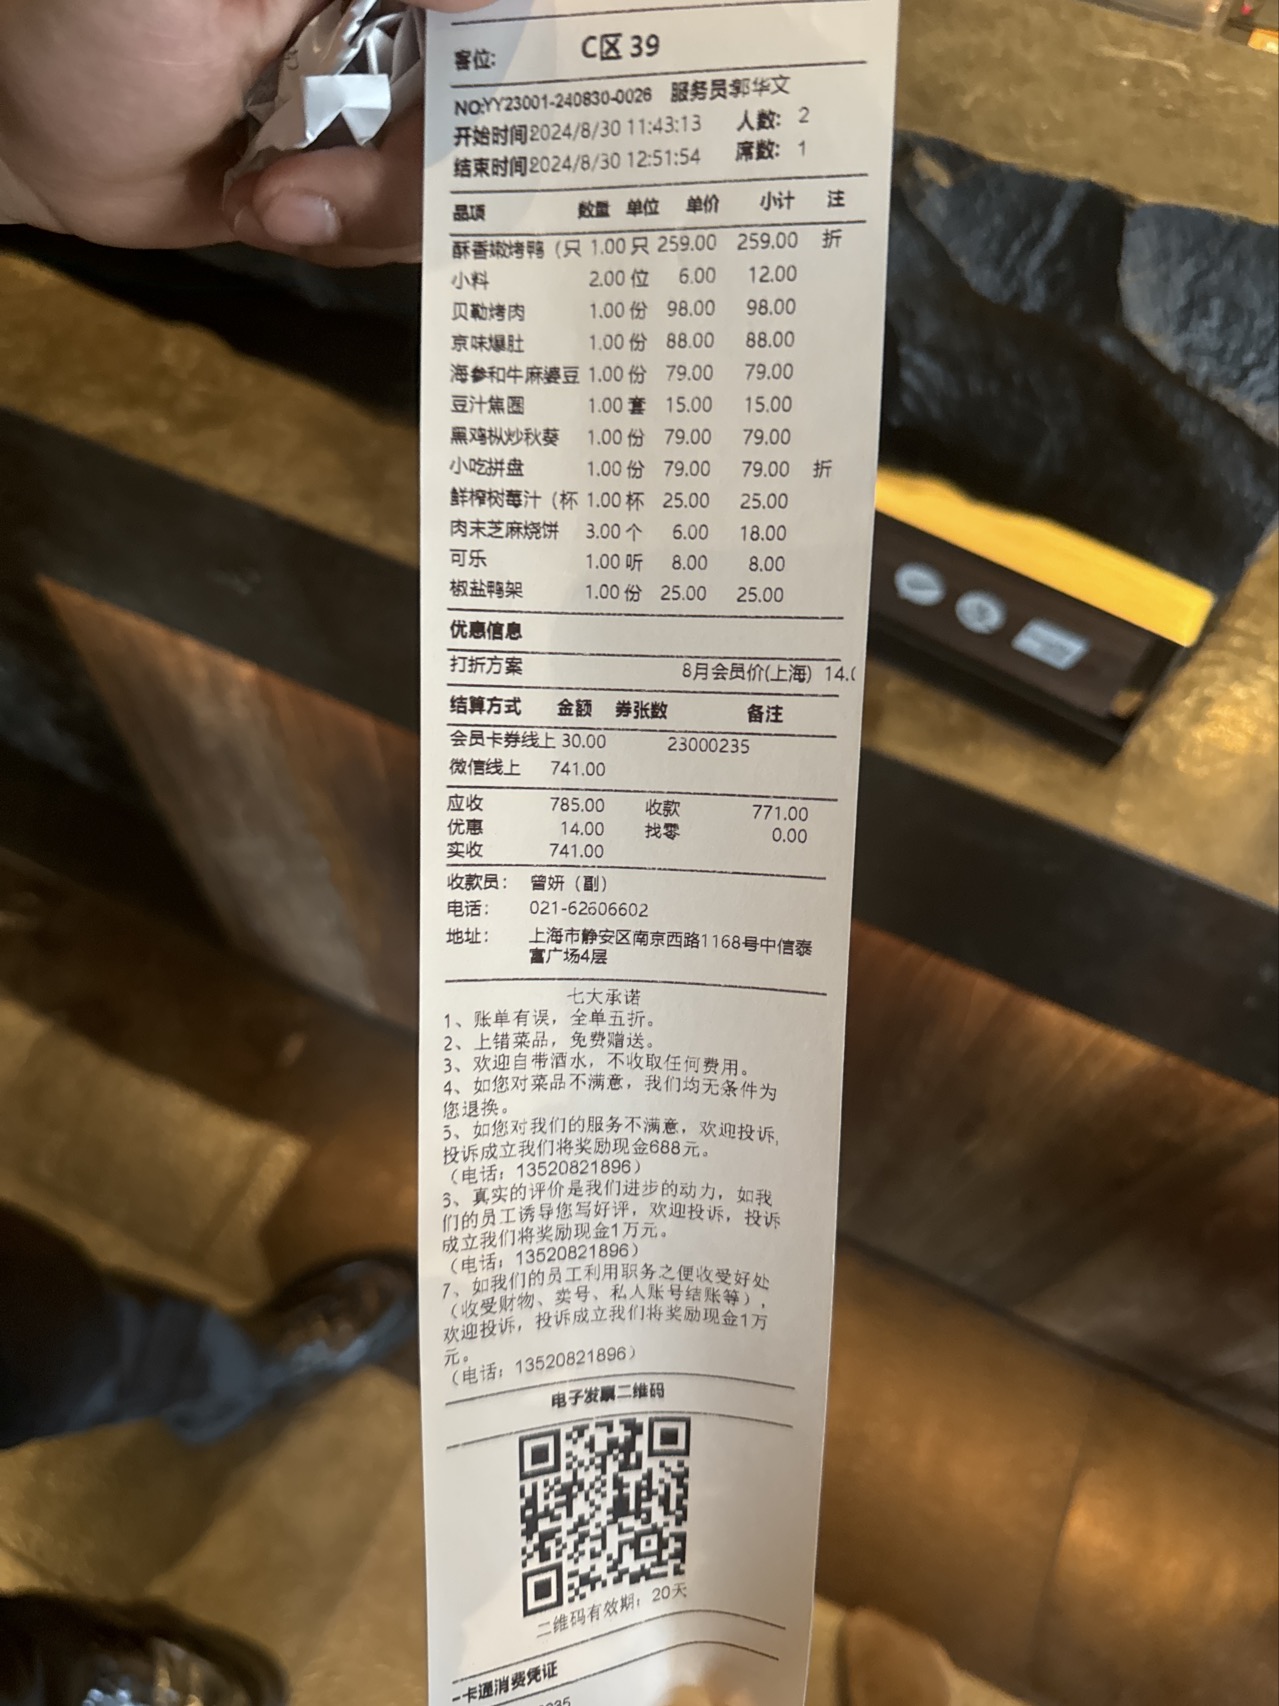 客位: C区 39
NO:YY23001-240830-0026 服务员:郭华文
开始时间2024/8/30 11:43:13 人数: 2
结束时间2024/8/30 12:51:54 席数: 1
品项 数量 单位 单价 小计 注
酥香嫩烤鸭（只 1.00 只 259.00 259.00 折
小料 2.00 位 6.00 12.00
贝勒烤肉 1.00 份 98.00 98.00
京味爆肚 1.00 份 88.00 88.00
海参和牛麻婆豆 1.00 份 79.00 79.00
豆汁焦圈 1.00 套 15.00 15.00
黑鸡枞炒秋葵 1.00 份 79.00 79.00
小吃拼盘 1.00 份 79.00 79.00 折
鲜榨树莓汁（杯 1.00 杯 25.00 25.00
肉末芝麻烧饼 3.00 个 6.00 18.00
可乐 1.00 听 8.00 8.00
椒盐鸭架 1.00 份 25.00 25.00
优惠信息
打折方案 8月会员价(上海) 14.0
结算方式 金额 券张数 备注
会员卡券线上 30.00 23000235
微信线上 741.00
应收 785.00 收款 771.00
优惠 14.00 找零 0.00
实收 741.00
收款员： 曾妍（副）
电话： 021-62606602
地址： 上海市静安区南京西路1168号中信泰
富广场4层
七大承诺
1、账单有误，全单五折。
2、上错菜品，免费赠送。
3、欢迎自带酒水，不收取任何费用。
4、如您对菜品不满意，我们均无条件为
您退换。
5、如您对我们的服务不满意，欢迎投诉，
投诉成立我们将奖励现金688元。
（电话：13520821896）
3、真实的评价是我们进步的动力，如我
们的员工诱导您写好评，欢迎投诉，投诉
成立我们将奖励现金1万元。
（电话：13520821896）
7、如我们的员工利用职务之便收受好处
（收受财物、卖号、私人账号结账等），
欢迎投诉，投诉成立我们将奖励现金1万
元。
（电话：13520821896）
电子发票二维码
二维码有效期：20天
一卡通消费凭证